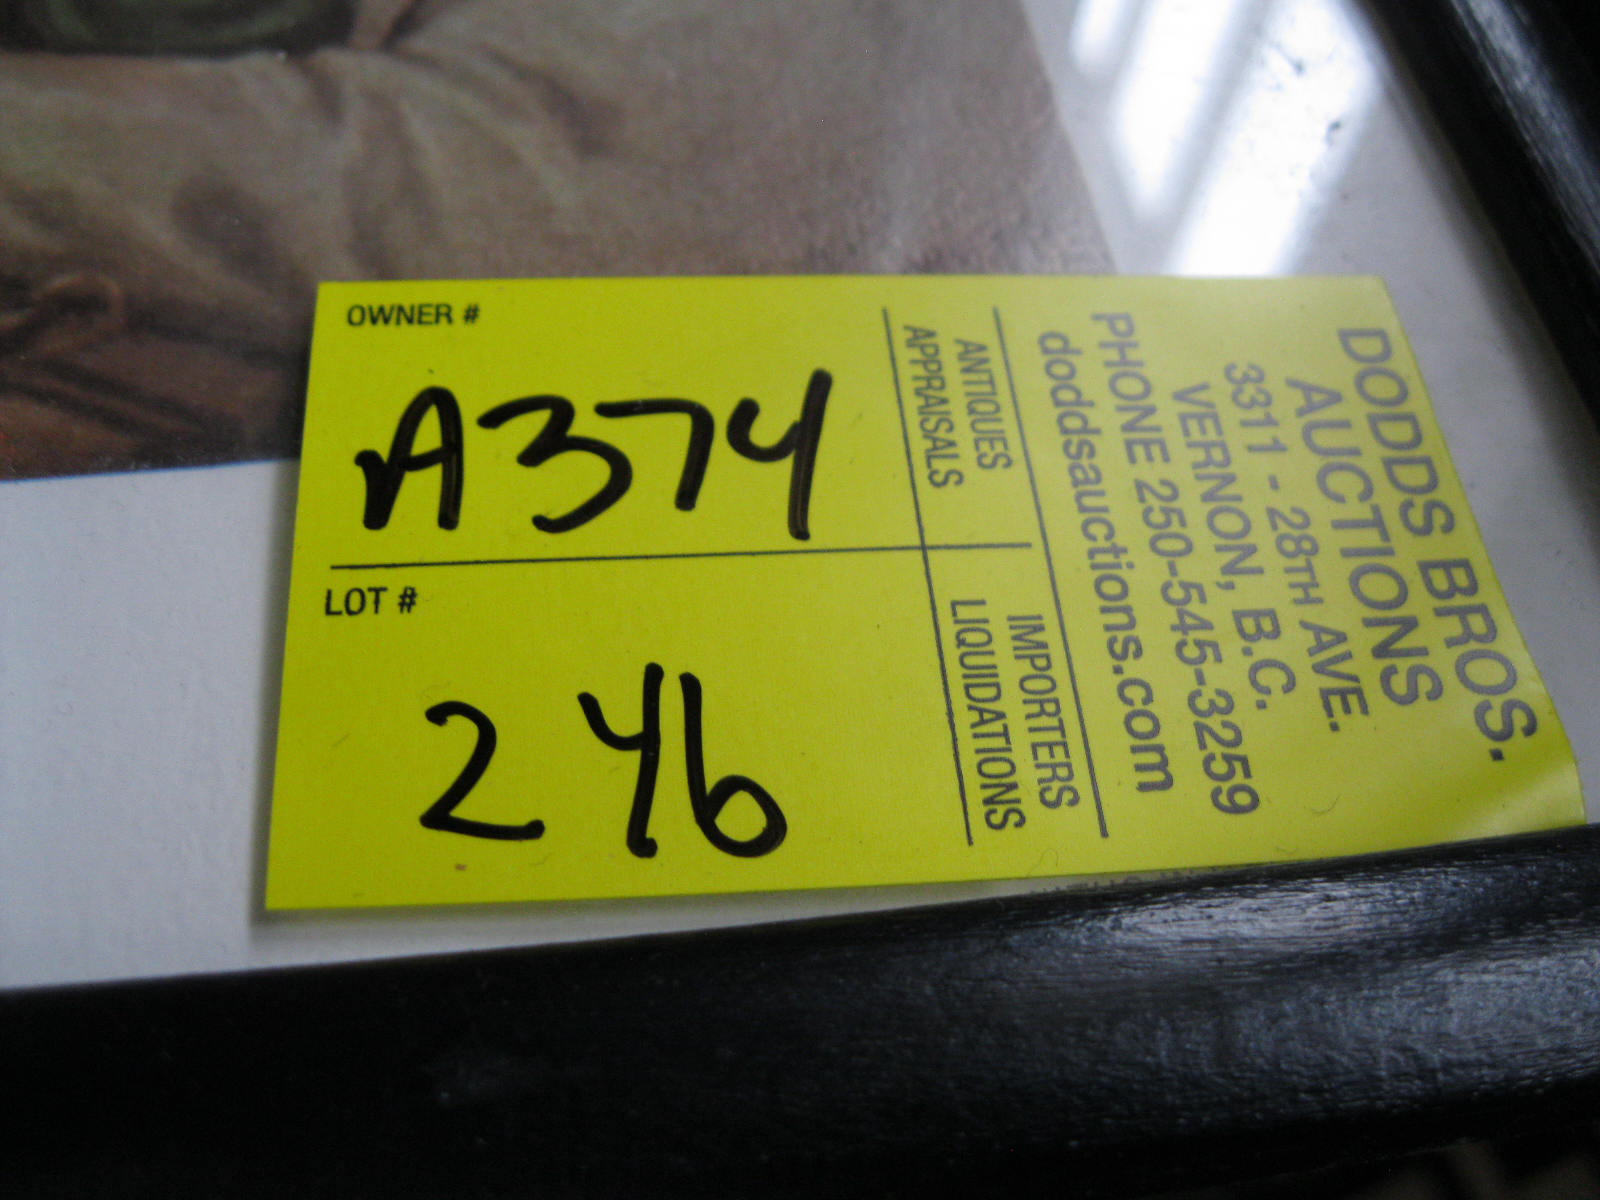 OWNER #
A374
LOT #
246
DODDS BROS.
AUCTIONS
3311 - 28TH AVE.
VERNON, B.C.
PHONE 250-545-3259
doddsauctions.com
ANTIQUES
APPRAISALS
IMPORTERS
LIQUIDATIONS